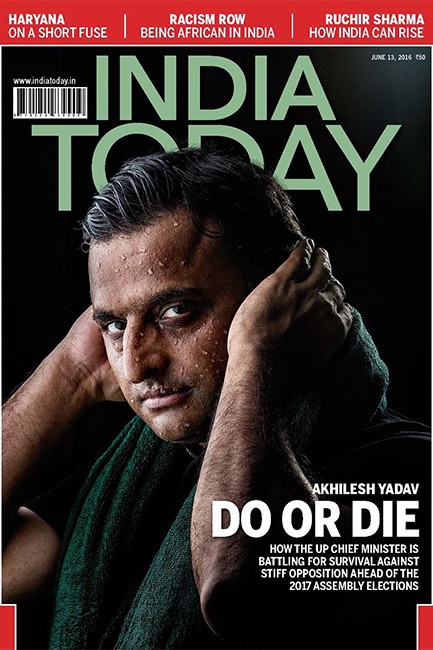 HARYANA
ON A SHORT FUSE
RACISM ROW
BEING AFRICAN IN INDIA
RUCHIR SHARMA
HOW INDIA CAN RISE
www.indiatoday.in
JUNE 13, 2016 ₹50
INDIA
TODAY
AKHILESH YADAV
DO OR DIE
HOW THE UP CHIEF MINISTER IS
BATTLING FOR SURVIVAL AGAINST
STIFF OPPOSITION AHEAD OF THE
2017 ASSEMBLY ELECTIONS